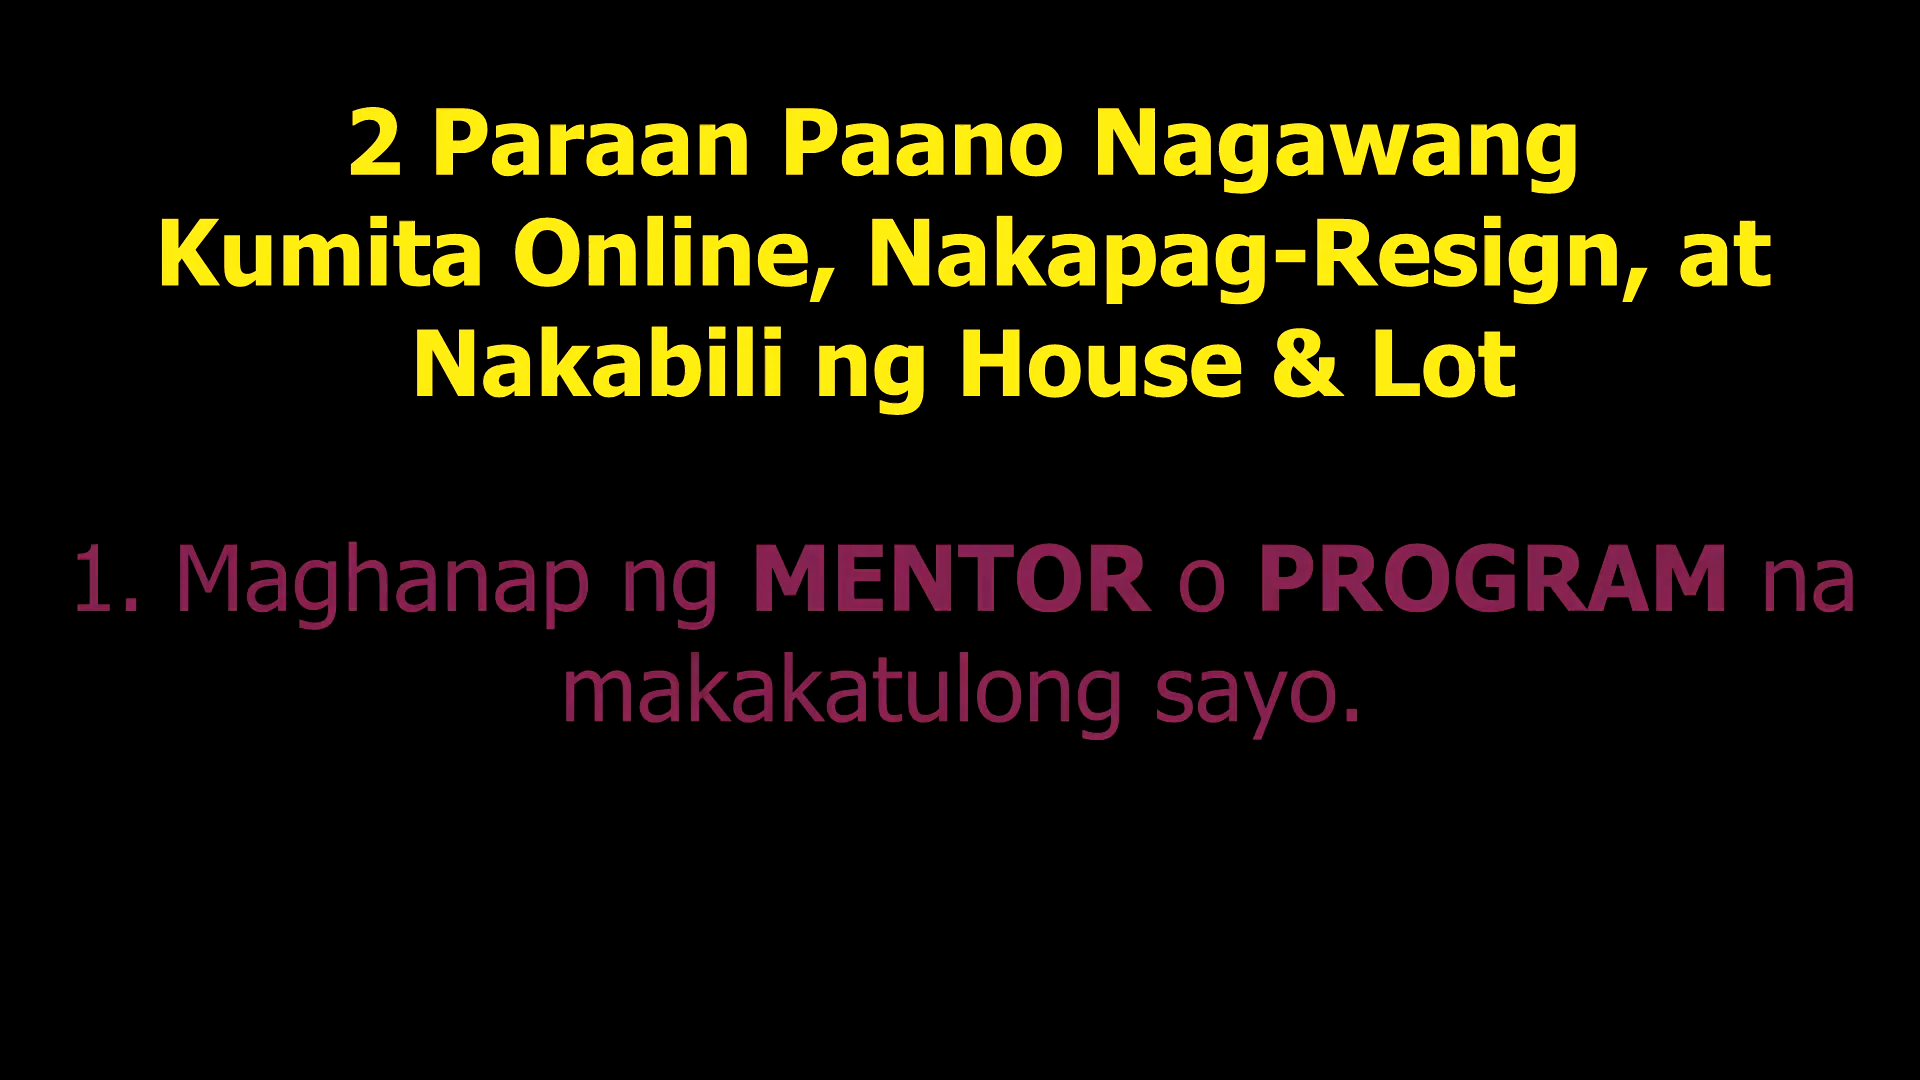 2 Paraan Paano Nagawang
Kumita Online, Nakapag-Resign, at
Nakabili ng House & Lot
1. Maghanap ng MENTOR o PROGRAM na
makakatulong sayo.